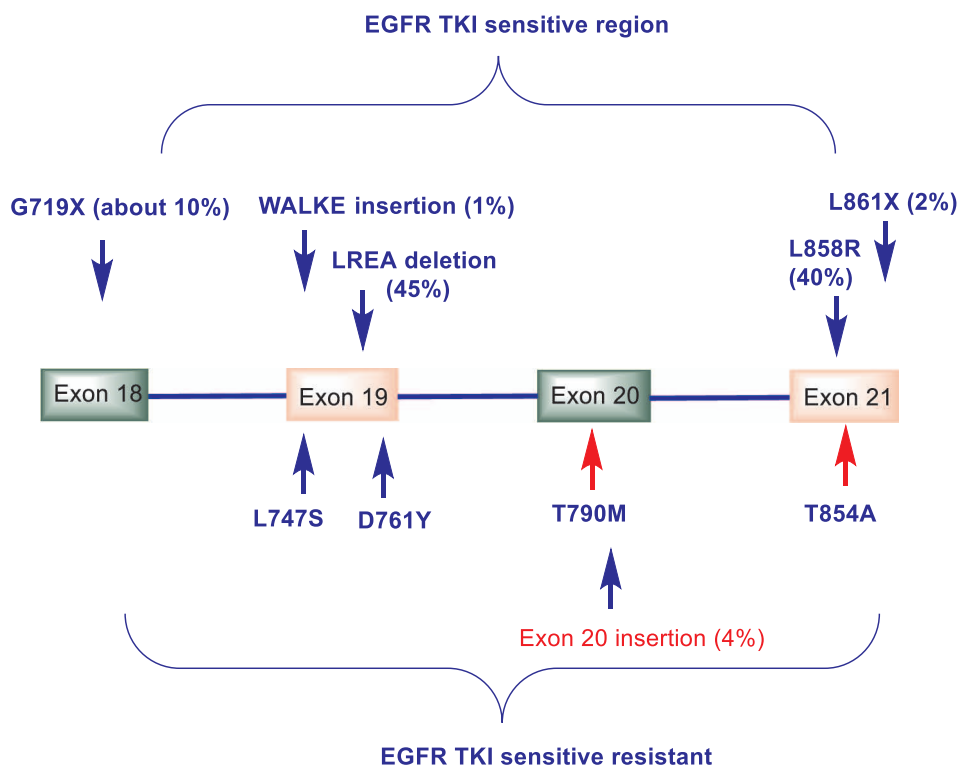 EGFR TKI sensitive region
G719X (about 10%)
WALKE insertion (1%)
L861X (2%)
LREA deletion
(45%)
L858R
(40%)
Exon 18
Exon 19
Exon 20
Exon 21
L747S
D761Y
T790M
T854A
Exon 20 insertion (4%)
EGFR TKI sensitive resistant